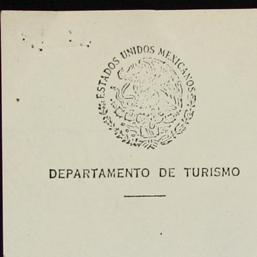 ESTADOS UNIDOS MEXICANOS
DEPARTAMENTO DE TURISMO